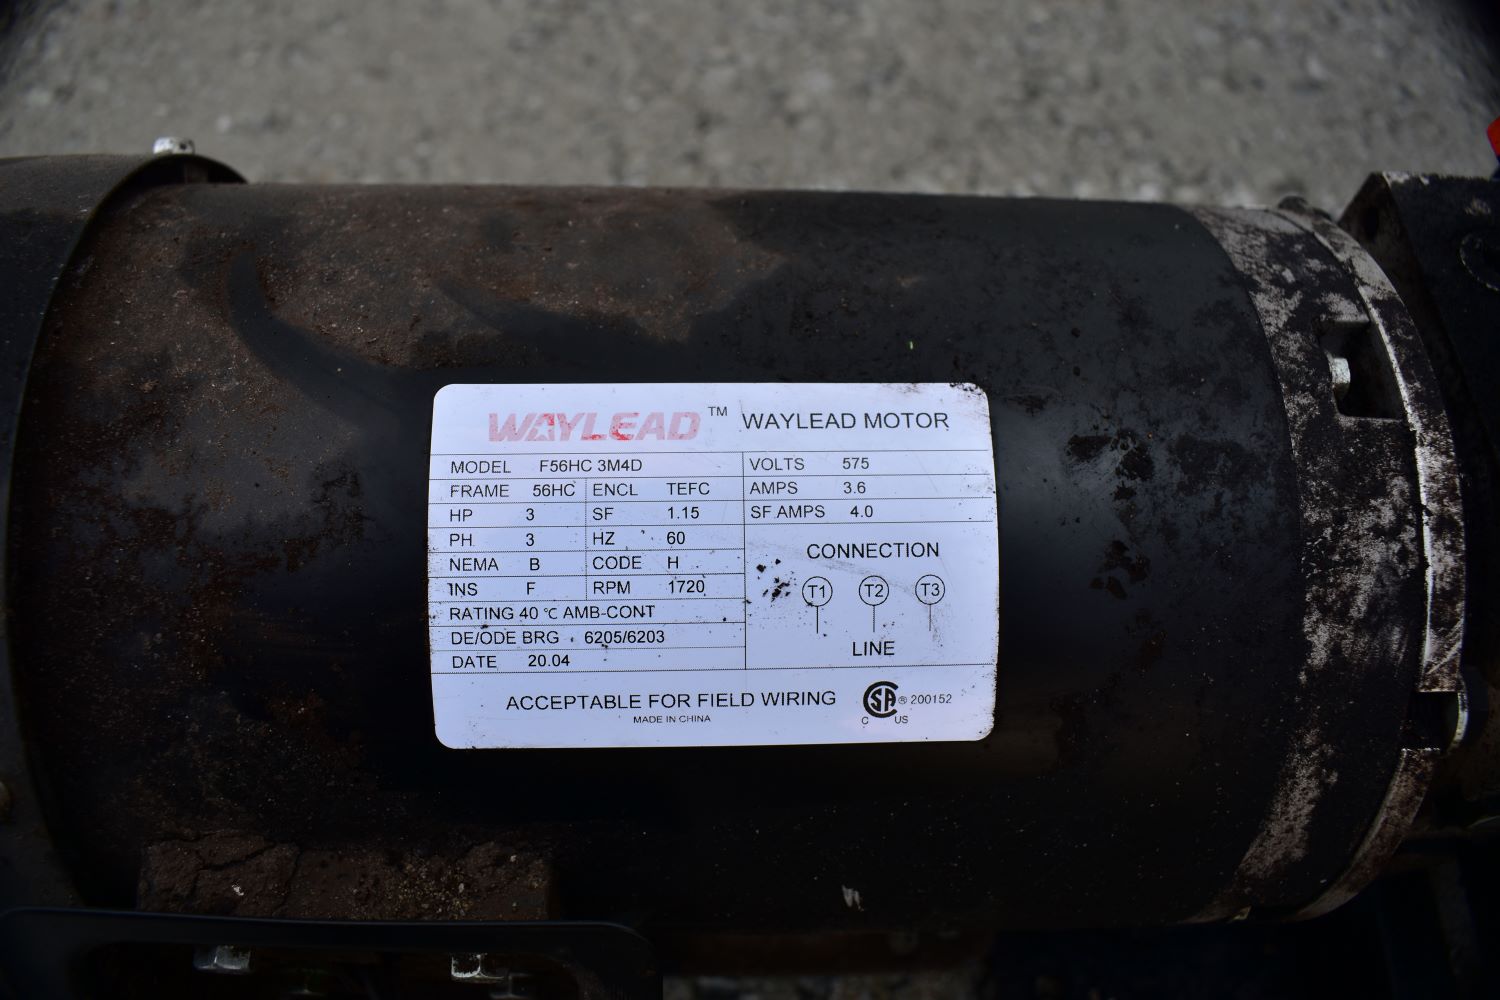 WAYLEAD TM WAYLEAD MOTOR
MODEL F56HC 3M4D
FRAME 56HC ENCL TEFC
HP 3 SF 1.15
PH 3 HZ 60
NEMA B CODE H
INS F RPM 1720
RATING 40 ℃ AMB-CONT
DE/ODE BRG 6205/6203
DATE 20.04
VOLTS 575
AMPS 3.6
SF AMPS 4.0
CONNECTION
T1 T2 T3
LINE
ACCEPTABLE FOR FIELD WIRING
MADE IN CHINA
CSA ® 200152
C US